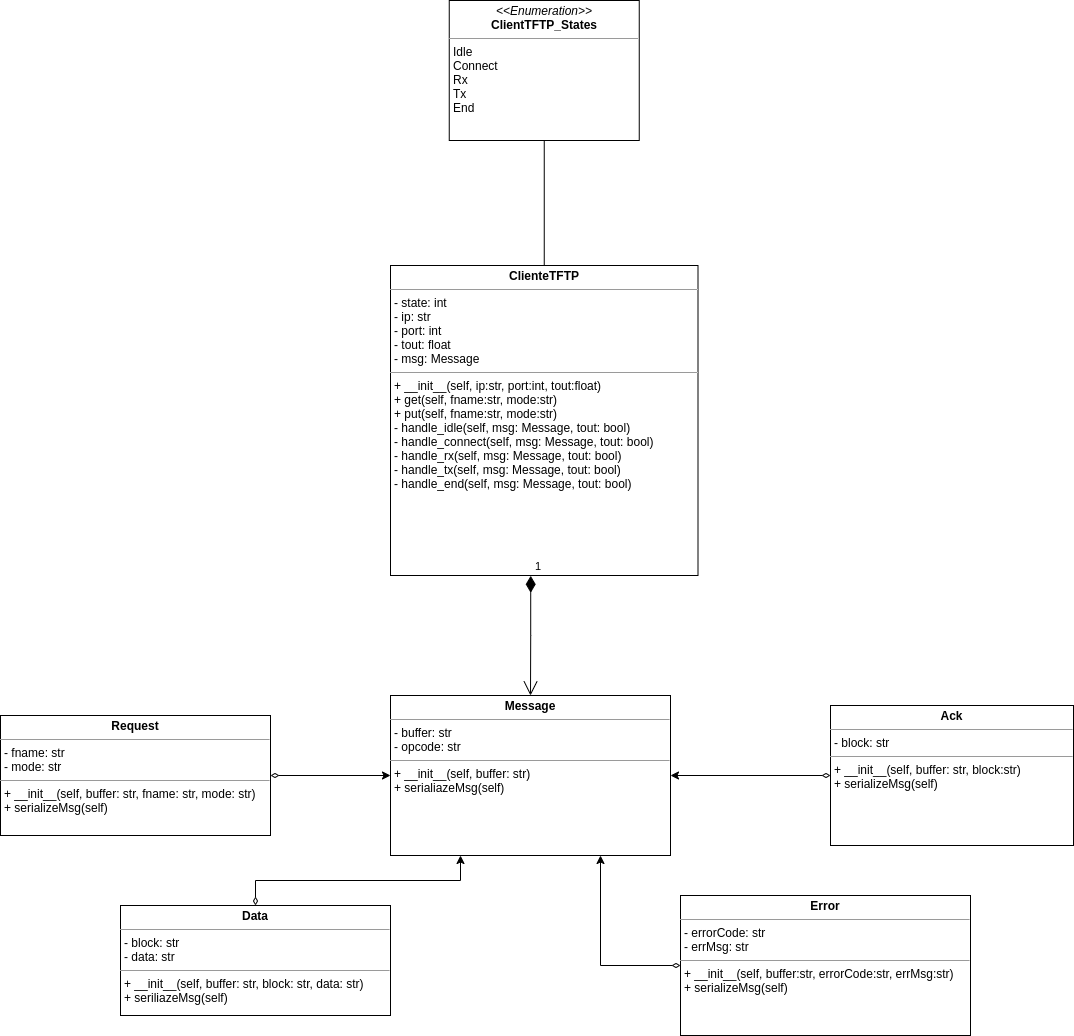 <<Enumeration>>
ClientTFTP_States
Idle
Connect
Rx
Tx
End
ClienteTFTP
- state: int
- ip: str
- port: int
- tout: float
- msg: Message
+ __init__(self, ip:str, port:int, tout:float)
+ get(self, fname:str, mode:str)
+ put(self, fname:str, mode:str)
- handle_idle(self, msg: Message, tout: bool)
- handle_connect(self, msg: Message, tout: bool)
- handle_rx(self, msg: Message, tout: bool)
- handle_tx(self, msg: Message, tout: bool)
- handle_end(self, msg: Message, tout: bool)
1
Message
- buffer: str
- opcode: str
+ __init__(self, buffer: str)
+ serialiazeMsg(self)
Request
- fname: str
- mode: str
+ __init__(self, buffer: str, fname: str, mode: str)
+ serializeMsg(self)
Ack
- block: str
+ __init__(self, buffer: str, block:str)
+ serializeMsg(self)
Data
- block: str
- data: str
+ __init__(self, buffer: str, block: str, data: str)
+ seriliazeMsg(self)
Error
- errorCode: str
- errMsg: str
+ __init__(self, buffer:str, errorCode:str, errMsg:str)
+ serializeMsg(self)